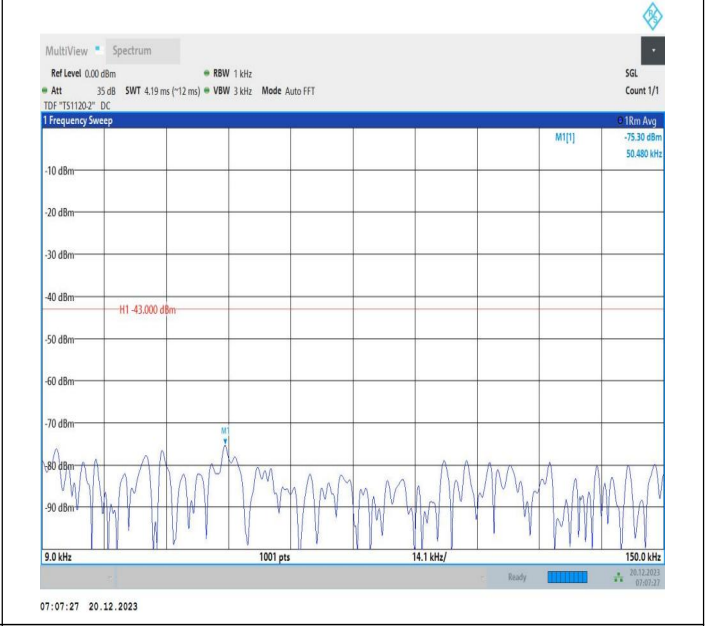 R S
MultiView Spectrum
Ref Level 0.00 dBm RBW 1 kHz SGL
Att 35 dB SWT 4.19 ms (~12 ms) VBW 3 kHz Mode Auto FFT Count 1/1
TDF "TS1120-2" DC
1 Frequency Sweep 1Rm Avg
M1[1] -75.30 dBm
50.480 kHz
-10 dBm
-20 dBm
-30 dBm
-40 dBm
H1 -43.000 dBm
-50 dBm
-60 dBm
-70 dBm
M1
-80 dBm
-90 dBm
9.0 kHz 1001 pts 14.1 kHz/ 150.0 kHz
Ready 20.12.2023
07:07:27
07:07:27 20.12.2023